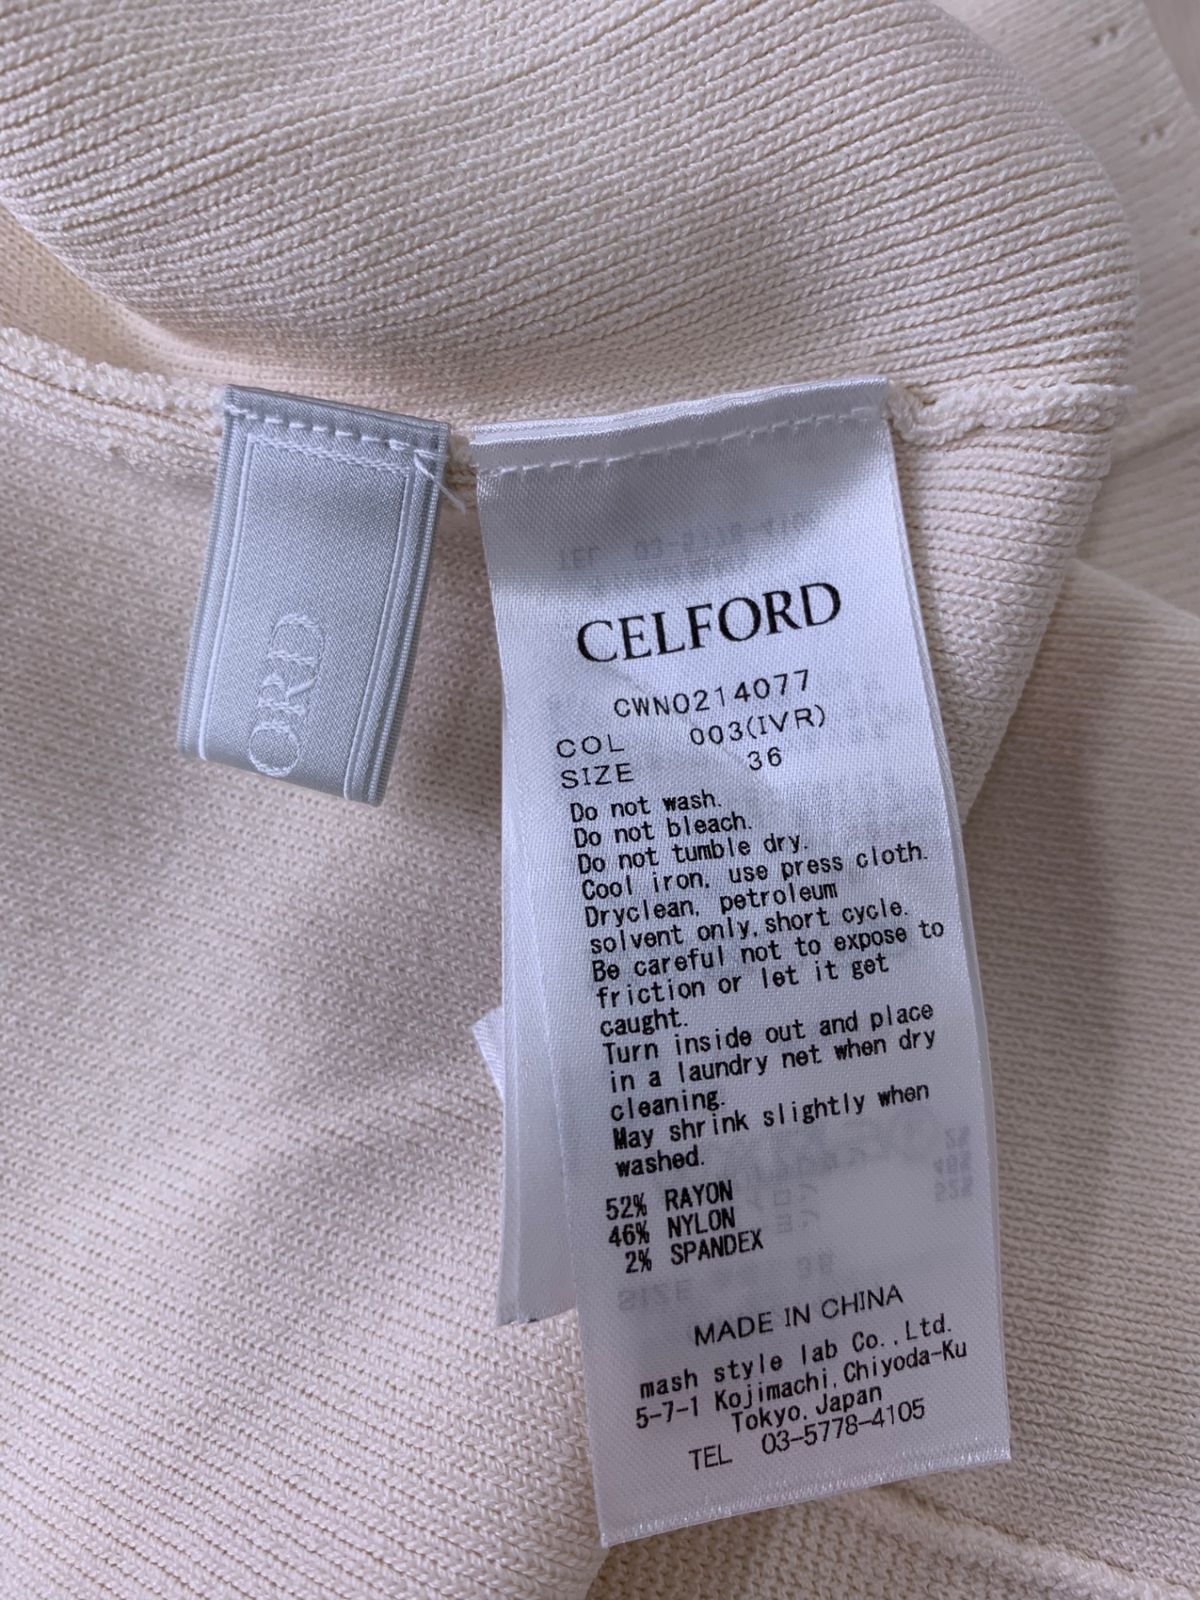 ORD
CELFORD
CWNO214077
COL 003(IVR)
SIZE 36
Do not wash.
Do not bleach.
Do not tumble dry.
Cool iron, use press cloth.
Dryclean, petroleum
solvent only, short cycle.
Be careful not to expose to
friction or let it get
caught.
Turn inside out and place
in a laundry net when dry
cleaning.
May shrink slightly when
washed.
52% RAYON
46% NYLON
2% SPANDEX
MADE IN CHINA
mash style lab Co.,Ltd.
5-7-1 Kojimachi, Chiyoda-Ku
Tokyo, Japan
TEL 03-5778-4105